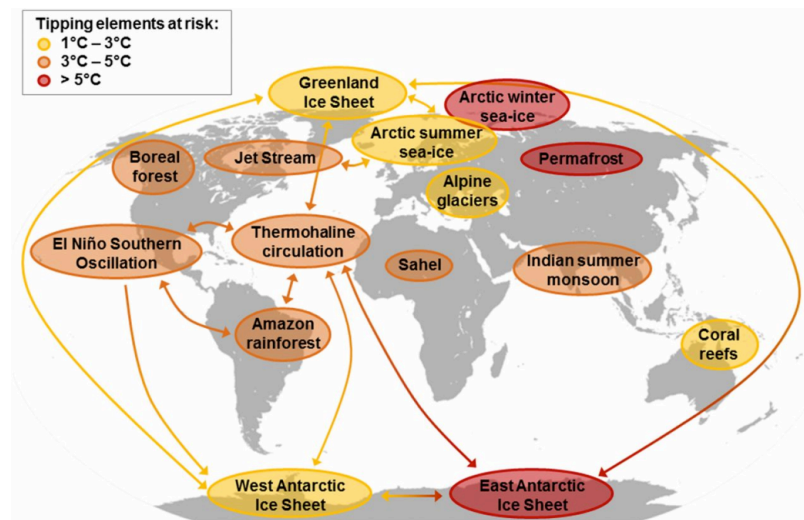 Tipping elements at risk:
1°C – 3°C
3°C – 5°C
> 5°C
Greenland
Ice Sheet
Arctic winter
sea-ice
Arctic summer
sea-ice
Boreal
forest
Jet Stream
Permafrost
Alpine
glaciers
El Niño Southern
Oscillation
Thermohaline
circulation
Sahel
Indian summer
monsoon
Amazon
rainforest
Coral
reefs
West Antarctic
Ice Sheet
East Antarctic
Ice Sheet